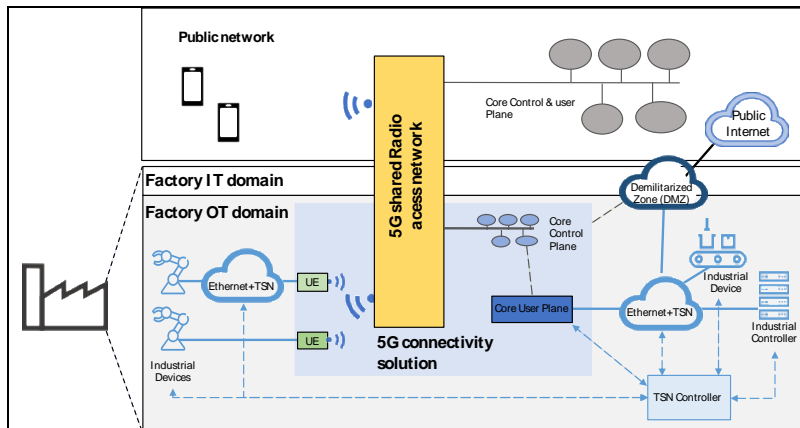 Public network
5G shared Radio
acess network
Core Control & user
Plane
Public
Internet
Factory IT domain
Demilitarized
Zone (DMZ)
Factory OT domain
Core
Control
Plane
Ethernet+TSN
UE
Industrial
Device
Core User Plane
Ethernet+TSN
Industrial
Controller
UE
5G connectivity
solution
Industrial
Devices
TSN Controller